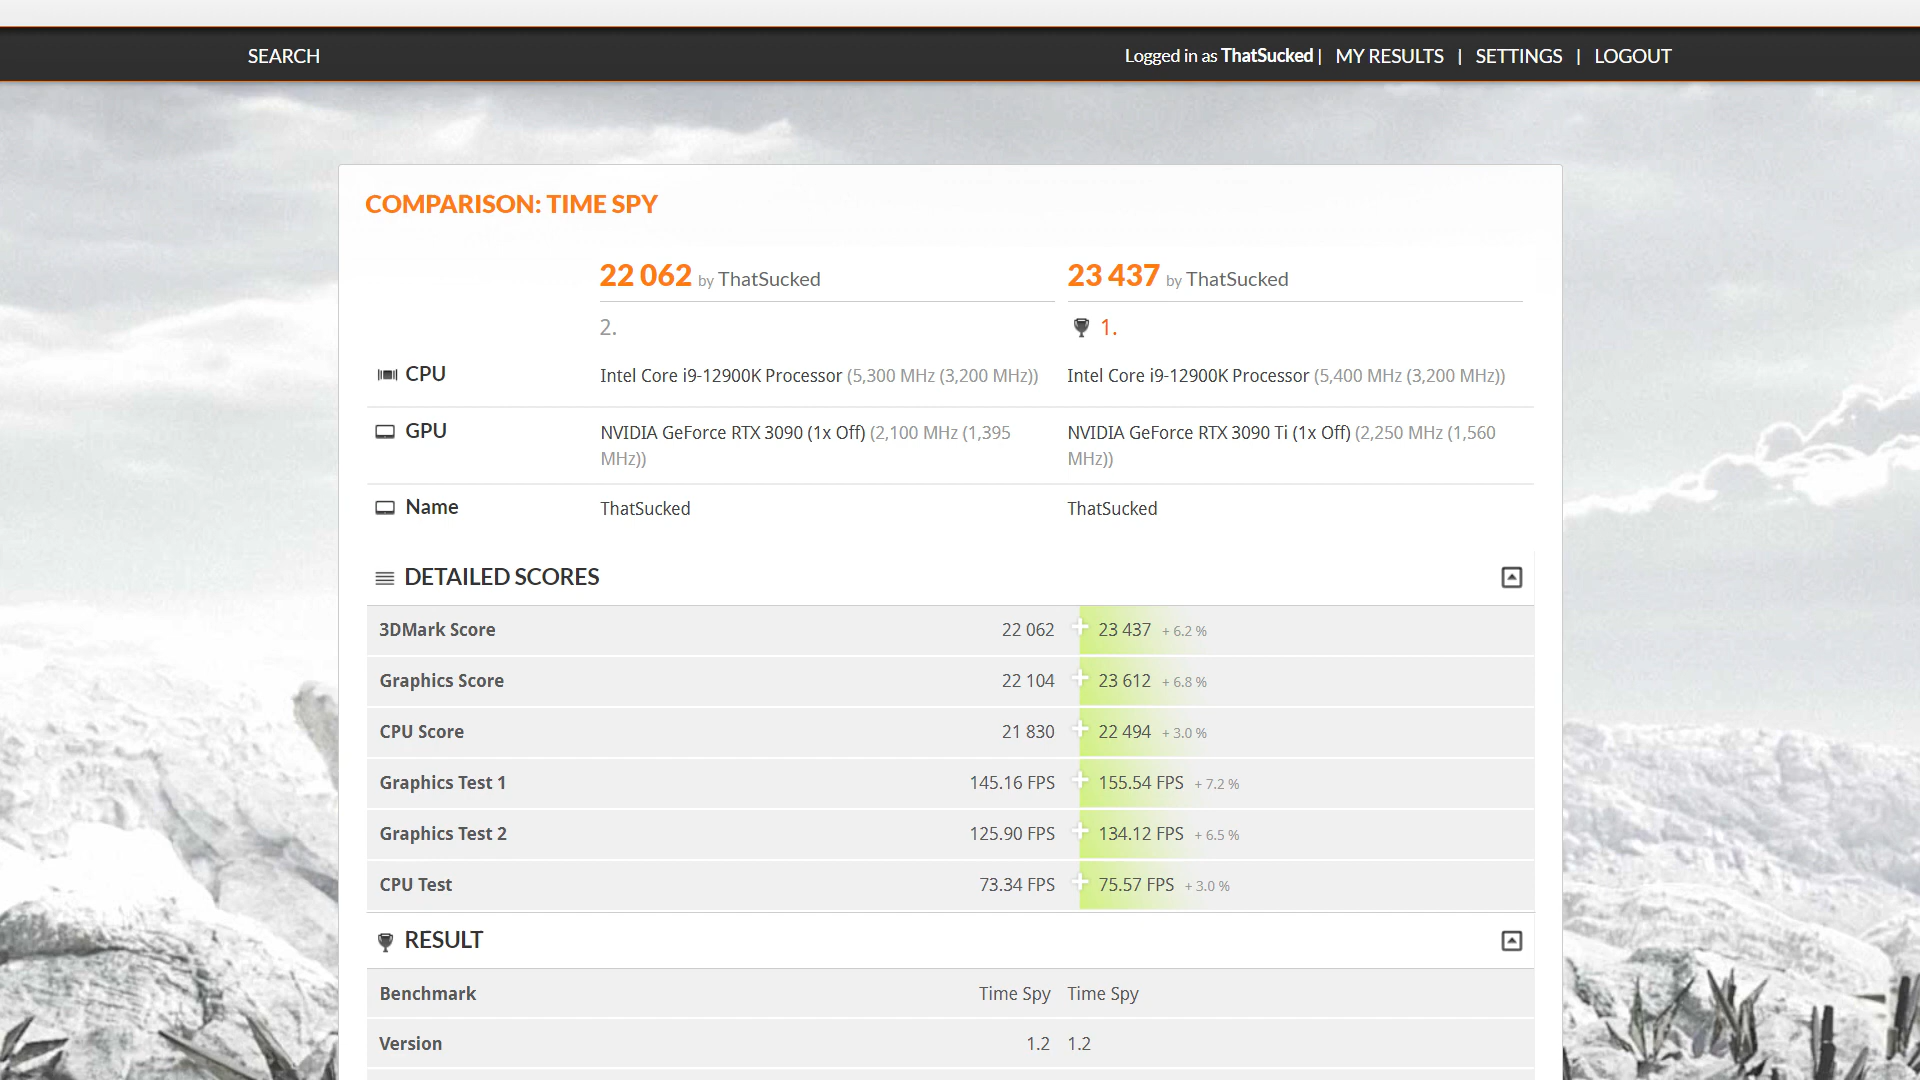 SEARCH
Logged in as ThatSucked | MY RESULTS | SETTINGS | LOGOUT
COMPARISON: TIME SPY
22 062 by ThatSucked 23 437 by ThatSucked
2. 1.
CPU Intel Core i9-12900K Processor (5,300 MHz (3,200 MHz)) Intel Core i9-12900K Processor (5,400 MHz (3,200 MHz))
GPU NVIDIA GeForce RTX 3090 (1x Off) (2,100 MHz (1,395 MHz)) NVIDIA GeForce RTX 3090 Ti (1x Off) (2,250 MHz (1,560 MHz))
Name ThatSucked ThatSucked
DETAILED SCORES
3DMark Score 22 062 23 437 + 6.2 %
Graphics Score 22 104 23 612 + 6.8 %
CPU Score 21 830 22 494 + 3.0 %
Graphics Test 1 145.16 FPS 155.54 FPS + 7.2 %
Graphics Test 2 125.90 FPS 134.12 FPS + 6.5 %
CPU Test 73.34 FPS 75.57 FPS + 3.0 %
RESULT
Benchmark Time Spy Time Spy
Version 1.2 1.2